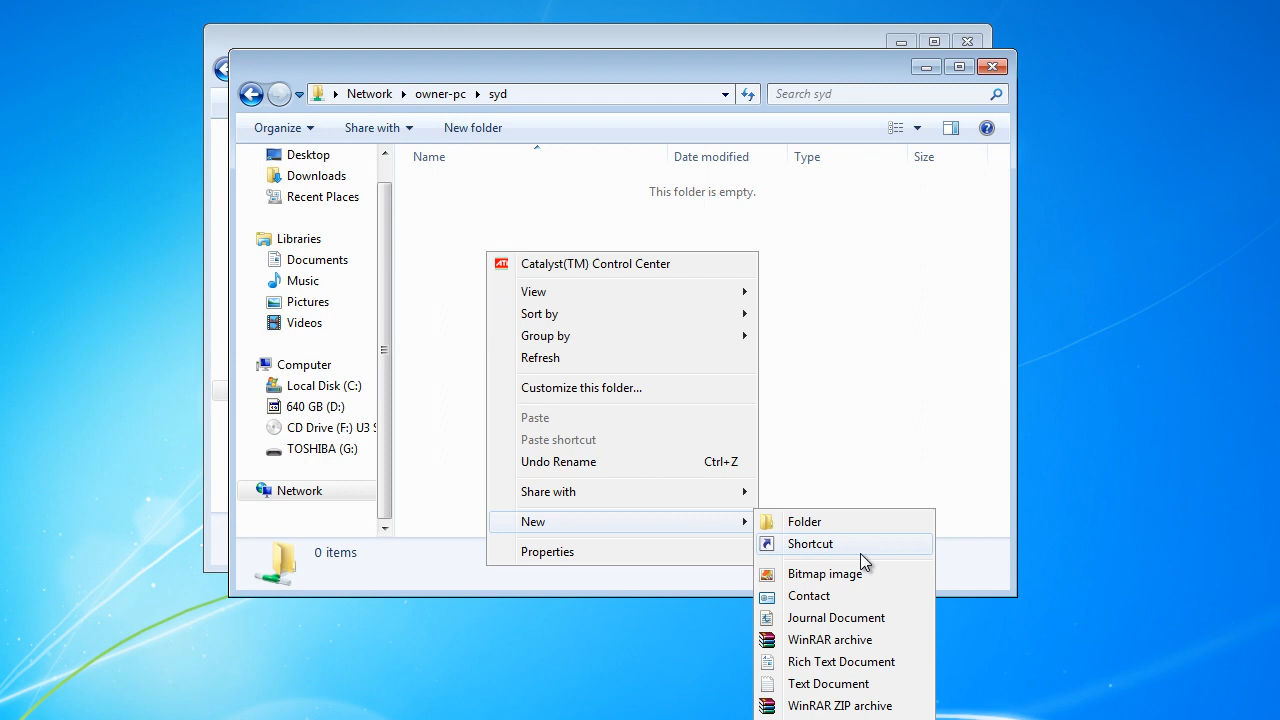 Network owner-pc syd
Search syd
Organize Share with New folder
Name Date modified Type Size
This folder is empty.
Desktop
Downloads
Recent Places
Libraries
Documents
Music
Pictures
Videos
Computer
Local Disk (C:)
640 GB (D:)
CD Drive (F:) U3 S
TOSHIBA (G:)
Network
0 items
ATI Catalyst(TM) Control Center
View
Sort by
Group by
Refresh
Customize this folder...
Paste
Paste shortcut
Undo Rename Ctrl+Z
Share with
New
Properties
Folder
Shortcut
Bitmap image
Contact
Journal Document
WinRAR archive
Rich Text Document
Text Document
WinRAR ZIP archive